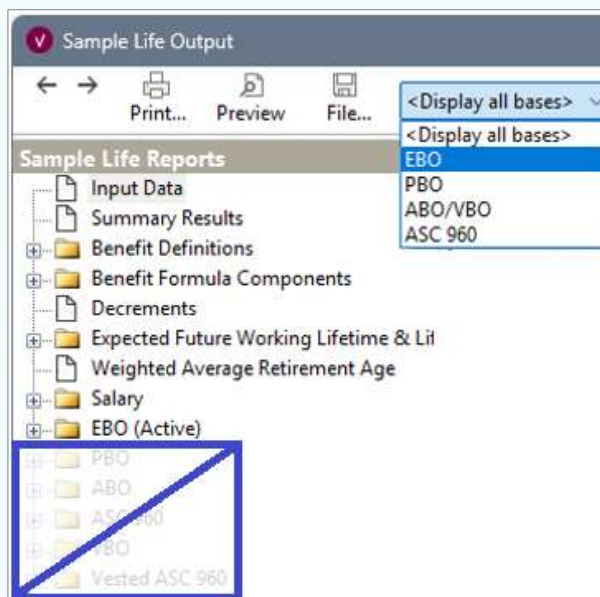 V Sample Life Output
Print... Preview File... <Display all bases>
<Display all bases>
EBO
PBO
ABO/VBO
ASC 960
Sample Life Reports
Input Data
Summary Results
Benefit Definitions
Benefit Formula Components
Decrements
Expected Future Working Lifetime & Lif
Weighted Average Retirement Age
Salary
EBO (Active)
PBO
ABO
ASC 960
VBO
Vested ASC 960